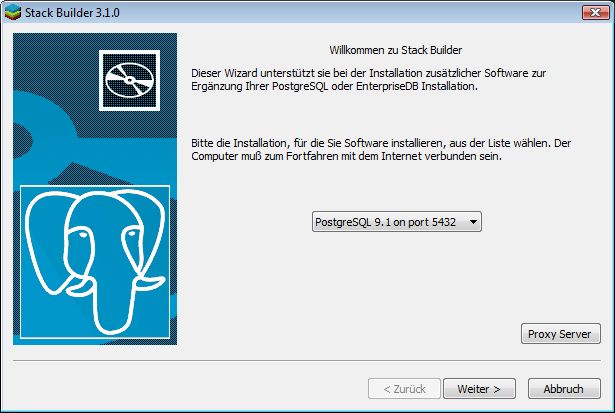 Stack Builder 3.1.0
Willkommen zu Stack Builder
Dieser Wizard unterstützt sie bei der Installation zusätzlicher Software zur
Ergänzung Ihrer PostgreSQL oder EnterpriseDB Installation.
Bitte die Installation, für die Sie Software installieren, aus der Liste wählen. Der
Computer muß zum Fortfahren mit dem Internet verbunden sein.
PostgreSQL 9.1 on port 5432
Proxy Server
< Zurück
Weiter >
Abbruch